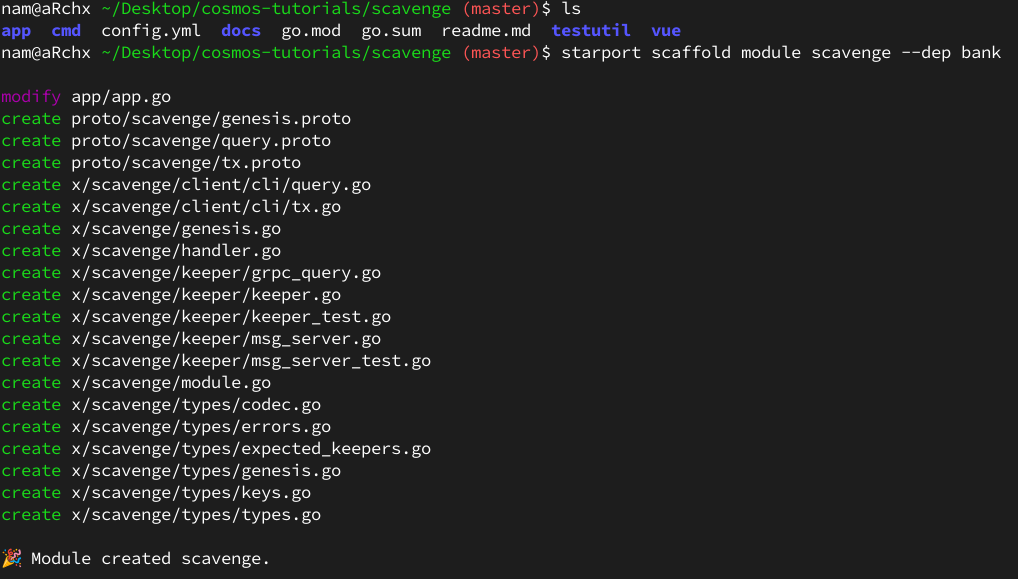 nam@aRchx ~/Desktop/cosmos-tutorials/scavenge (master)$ ls
app cmd config.yml docs go.mod go.sum readme.md testutil vue
nam@aRchx ~/Desktop/cosmos-tutorials/scavenge (master)$ starport scaffold module scavenge --dep bank
modify app/app.go
create proto/scavenge/genesis.proto
create proto/scavenge/query.proto
create proto/scavenge/tx.proto
create x/scavenge/client/cli/query.go
create x/scavenge/client/cli/tx.go
create x/scavenge/genesis.go
create x/scavenge/handler.go
create x/scavenge/keeper/grpc_query.go
create x/scavenge/keeper/keeper.go
create x/scavenge/keeper/keeper_test.go
create x/scavenge/keeper/msg_server.go
create x/scavenge/keeper/msg_server_test.go
create x/scavenge/module.go
create x/scavenge/types/codec.go
create x/scavenge/types/errors.go
create x/scavenge/types/expected_keepers.go
create x/scavenge/types/genesis.go
create x/scavenge/types/keys.go
create x/scavenge/types/types.go
🎉 Module created scavenge.